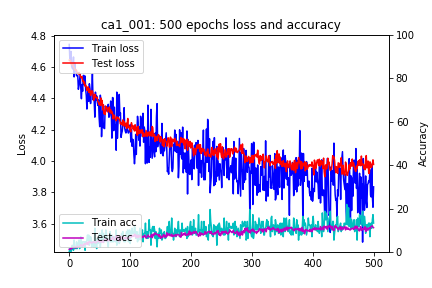 ca1_001: 500 epochs loss and accuracy
4.8
4.6
4.4
4.2
4.0
3.8
3.6
Loss
Train loss
Test loss
Train acc
Test acc
100
80
60
40
20
0
Accuracy
0 100 200 300 400 500